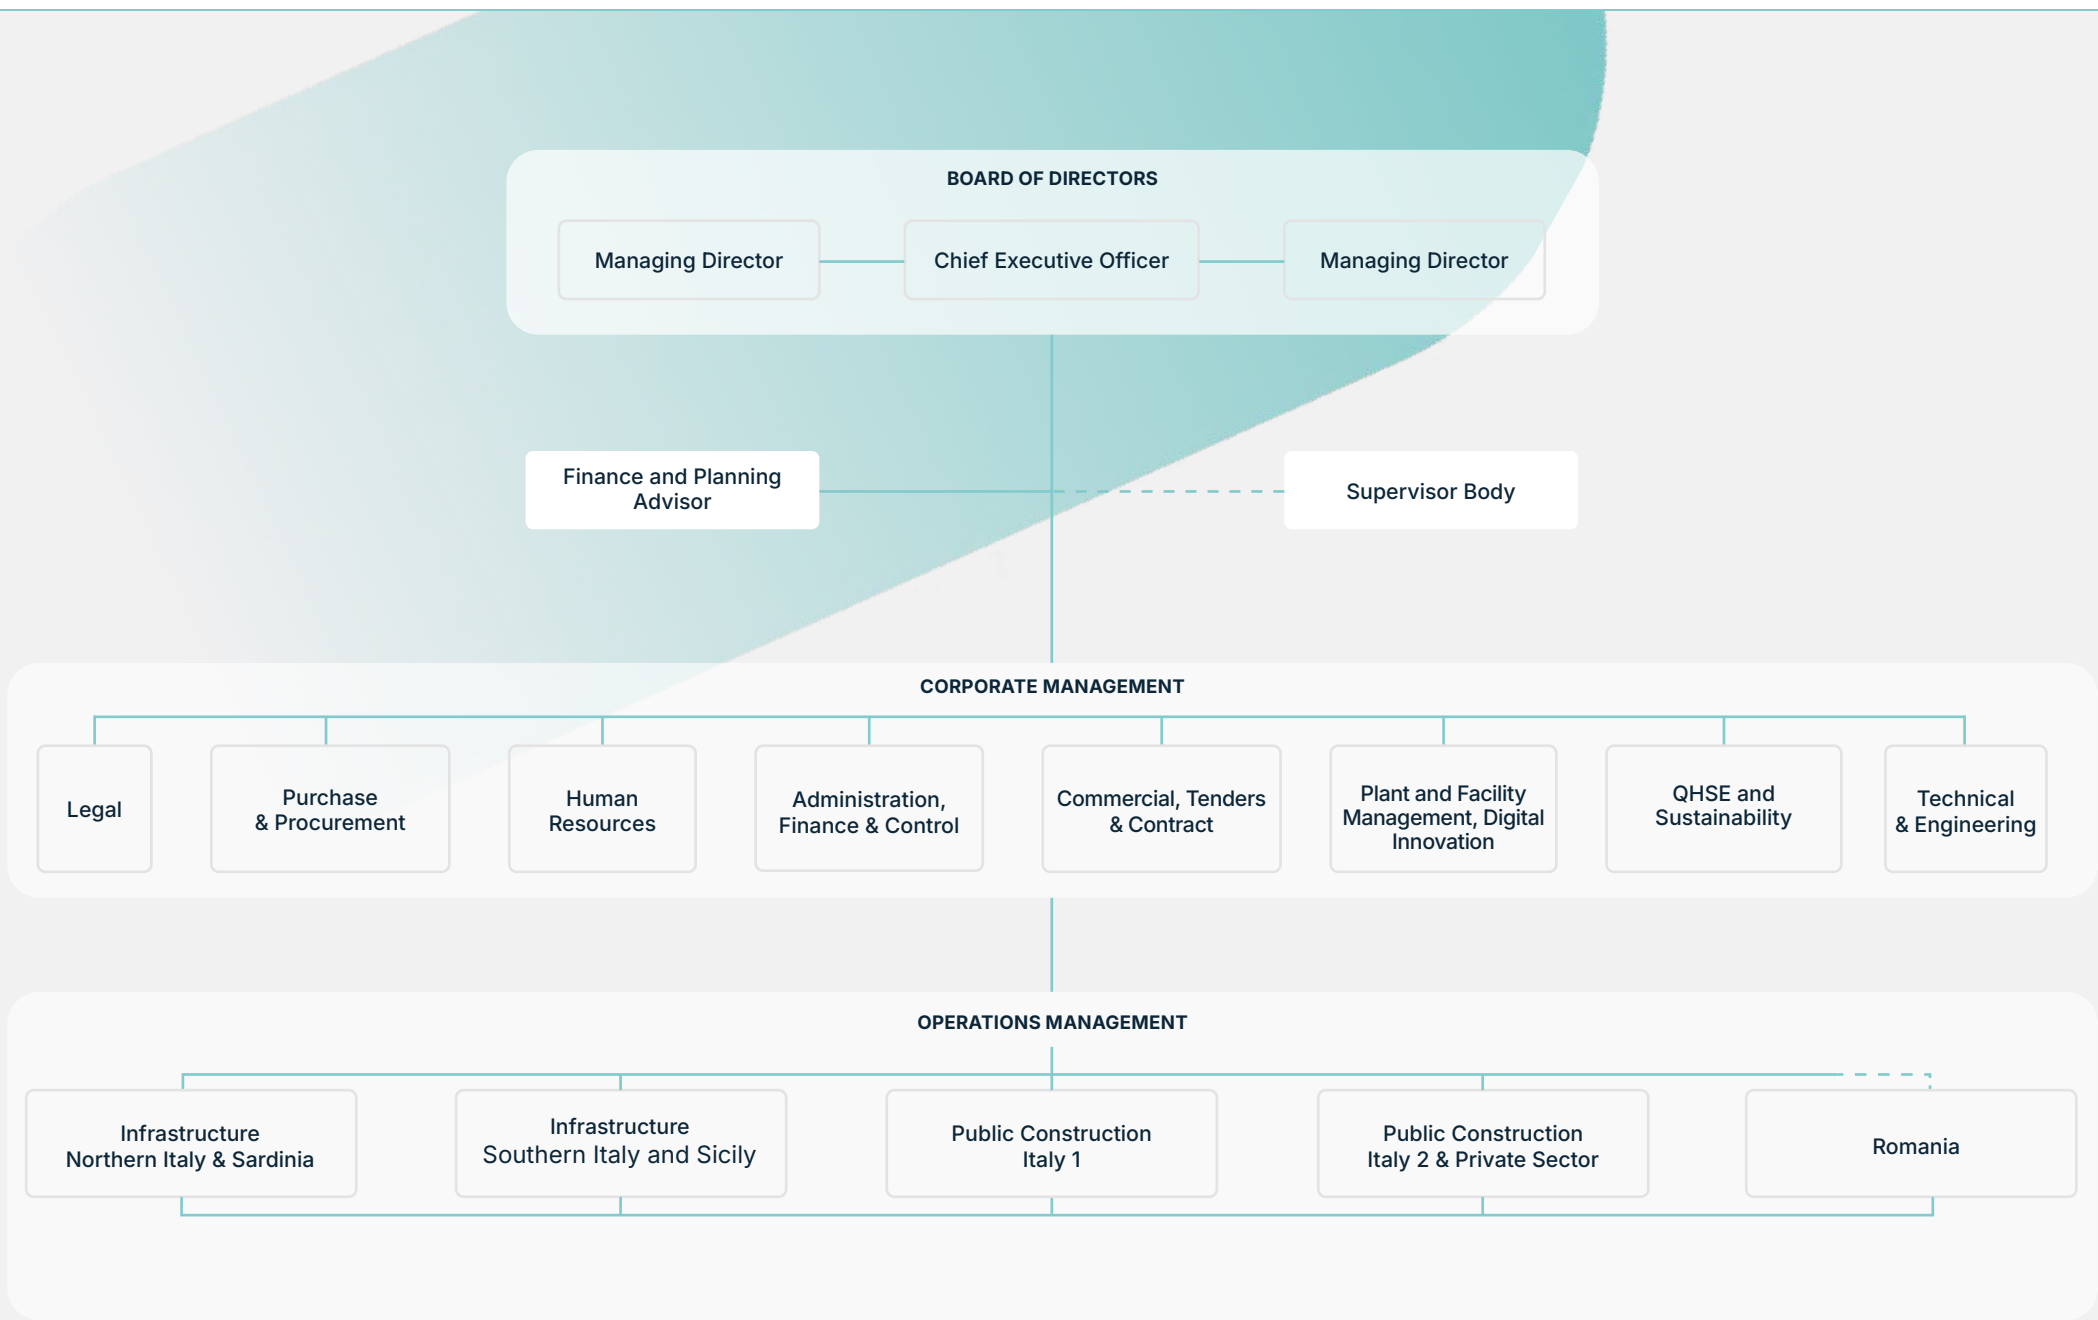 BOARD OF DIRECTORS
Managing Director
Chief Executive Officer
Managing Director
Finance and Planning
Advisor
Supervisor Body
CORPORATE MANAGEMENT
Legal
Purchase
& Procurement
Human
Resources
Administration,
Finance & Control
Commercial, Tenders
& Contract
Plant and Facility
Management, Digital
Innovation
QHSE and
Sustainability
Technical
& Engineering
OPERATIONS MANAGEMENT
Infrastructure
Northern Italy & Sardinia
Infrastructure
Southern Italy and Sicily
Public Construction
Italy 1
Public Construction
Italy 2 & Private Sector
Romania